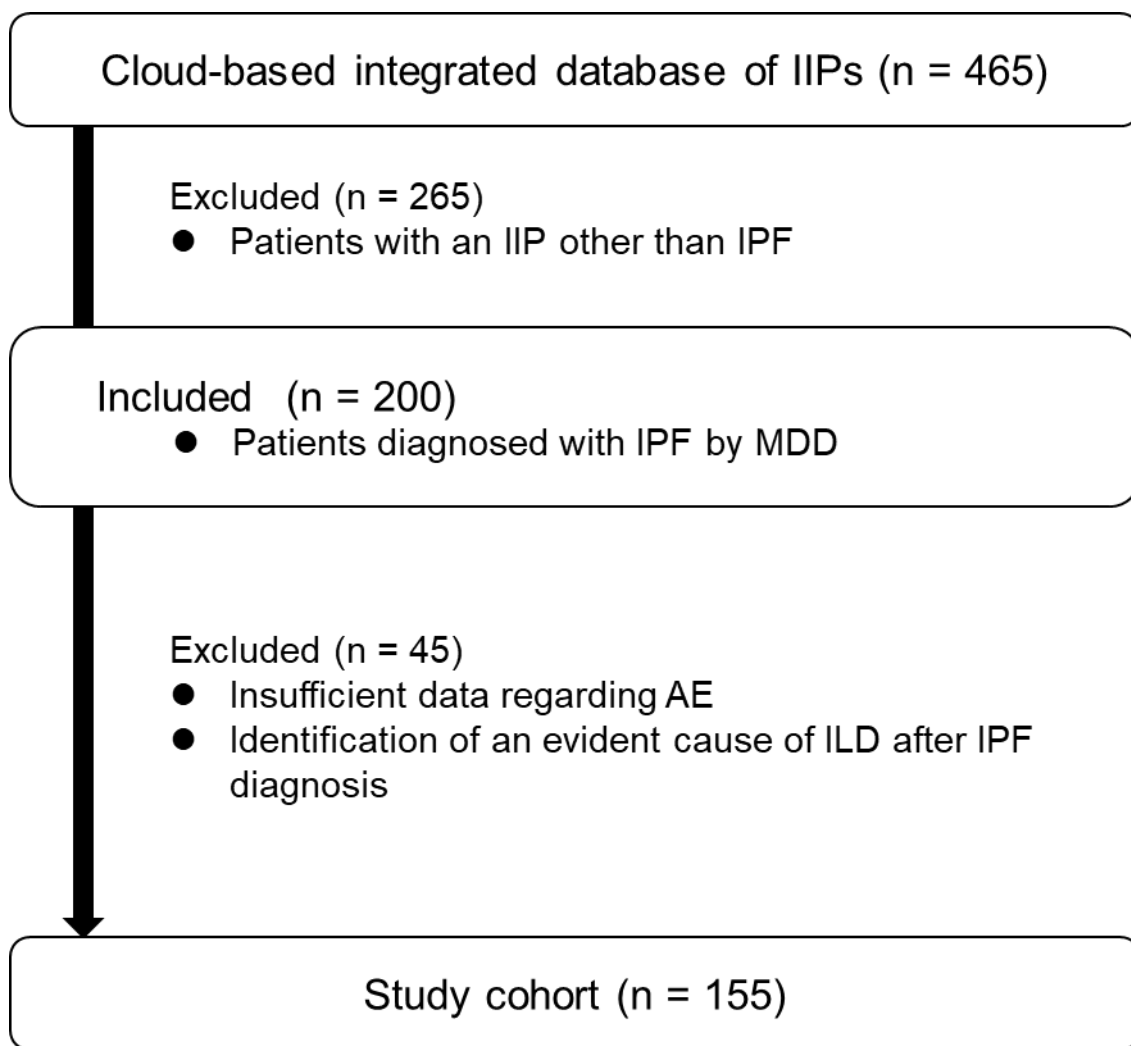 Cloud-based integrated database of IIPs (n = 465)
Excluded (n = 265)
● Patients with an IIP other than IPF
Included (n = 200)
● Patients diagnosed with IPF by MDD
Excluded (n = 45)
● Insufficient data regarding AE
● Identification of an evident cause of ILD after IPF
diagnosis
Study cohort (n = 155)